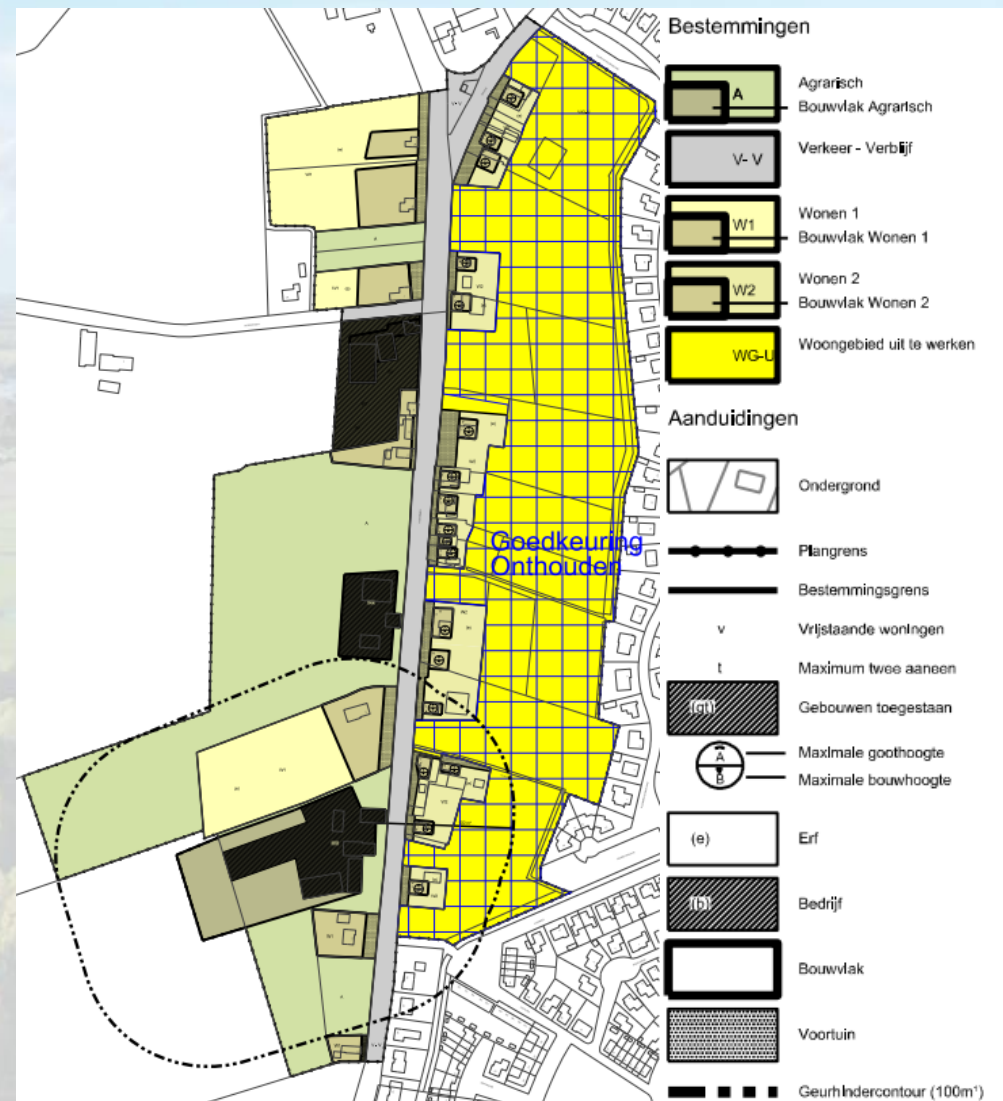 Goedkeuring
Onthouden
V - V
Bestemmingen
A
Agrarisch
Bouwvlak Agrarisch
V- V
Verkeer - Verblijf
W1
Wonen 1
Bouwvlak Wonen 1
W2
Wonen 2
Bouwvlak Wonen 2
WG-U
Woongebied uit te werken
Aanduidingen
Ondergrond
Plangrens
Bestemmingsgrens
v
Vrijstaande woningen
t
Maximum twee aaneen
(gt)
Gebouwen toegestaan
A
B
Maximale goothoogte
Maximale bouwhoogte
(e)
Erf
(b)
Bedrijf
Bouwvlak
Voortuin
Geurhindercontour (100m¹)